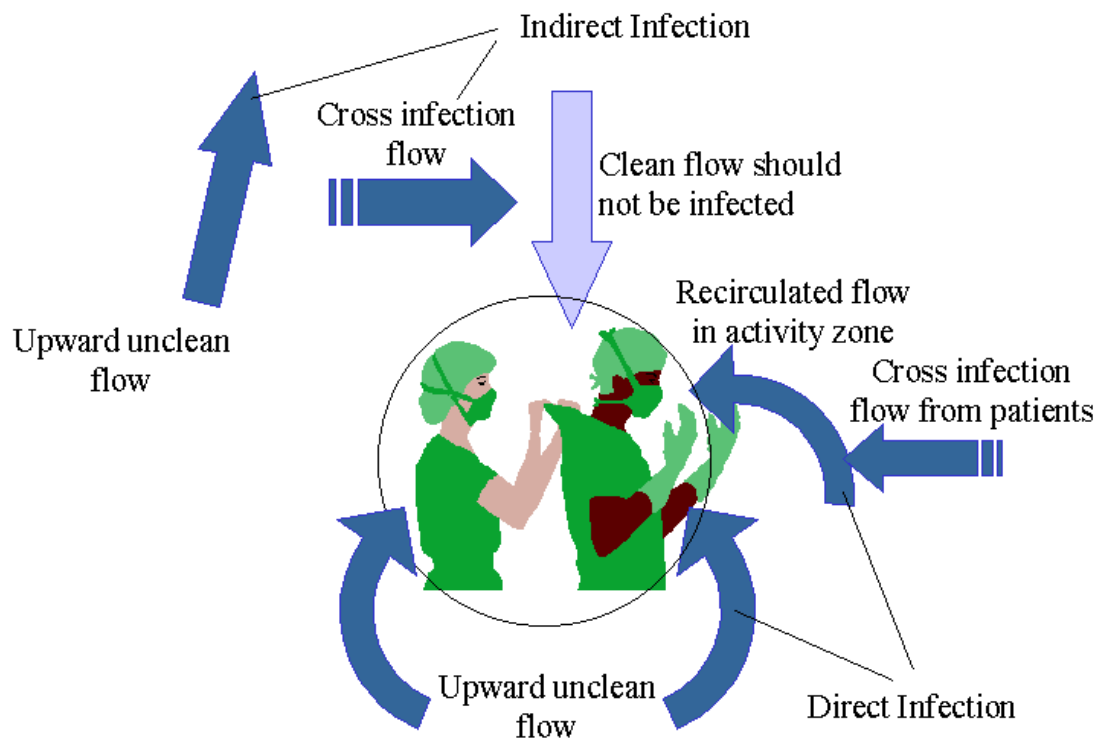 Indirect Infection
Cross infection
flow
Clean flow should
not be infected
Recirculated flow
in activity zone
Upward unclean
flow
Cross infection
flow from patients
Upward unclean
flow
Direct Infection